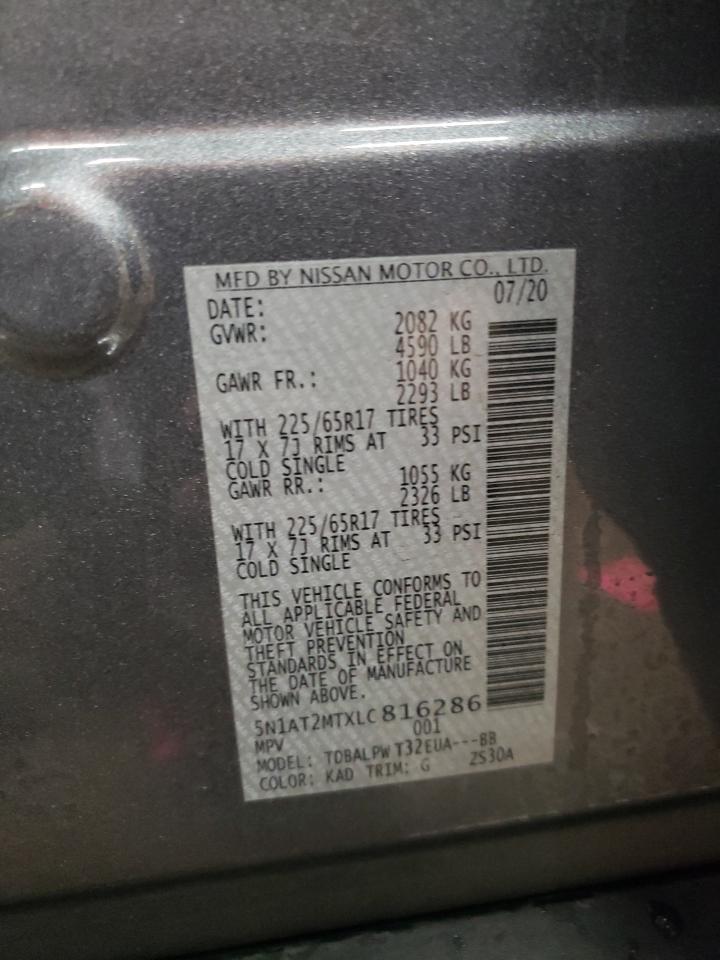 MFD BY NISSAN MOTOR CO., LTD.
DATE: 07/20
GVWR: 2082 KG
4590 LB
GAWR FR.: 1040 KG
2293 LB
WITH 225/65R17 TIRES
17 X 7J RIMS AT 33 PSI
COLD SINGLE
GAWR RR.: 1055 KG
2326 LB
WITH 225/65R17 TIRES
17 X 7J RIMS AT 33 PSI
COLD SINGLE
THIS VEHICLE CONFORMS TO
ALL APPLICABLE FEDERAL
MOTOR VEHICLE SAFETY AND
THEFT PREVENTION
STANDARDS IN EFFECT ON
THE DATE OF MANUFACTURE
SHOWN ABOVE.
5N1AT2MTXLC816286
MPV 001
MODEL: TDBALPW T32EUA---BB
COLOR: KAD TRIM: G ZS30A